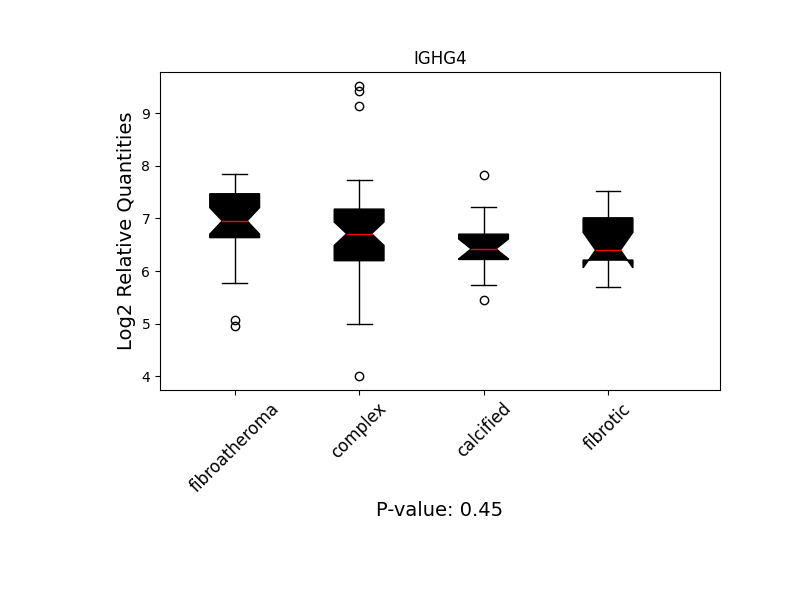 IGHG4
Log2 Relative Quantities
9
8
7
6
5
4
fibroatheroma
complex
calcified
fibrotic
P-value: 0.45